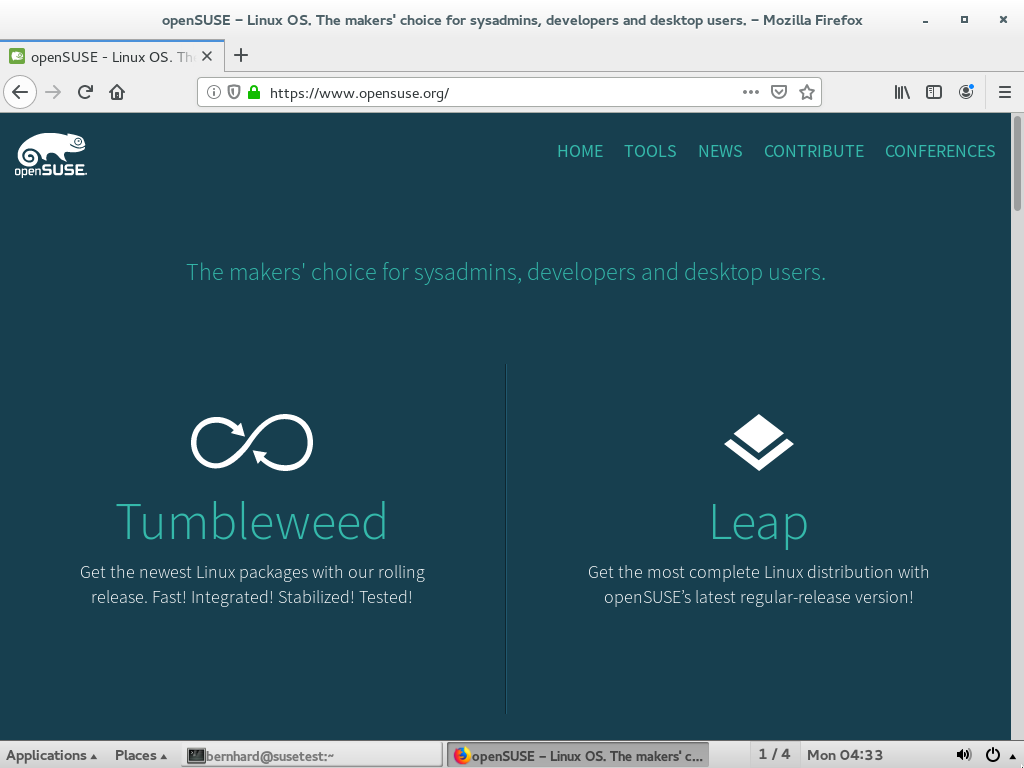 openSUSE – Linux OS. The makers' choice for sysadmins, developers and desktop users. – Mozilla Firefox
openSUSE - Linux OS. Th
https://www.opensuse.org/
openSUSE.
HOME TOOLS NEWS CONTRIBUTE CONFERENCES
The makers' choice for sysadmins, developers and desktop users.
Tumbleweed
Get the newest Linux packages with our rolling
release. Fast! Integrated! Stabilized! Tested!
Leap
Get the most complete Linux distribution with
openSUSE’s latest regular-release version!
Applications Places bernhard@susetest:~ openSUSE – Linux OS. The makers' c... 1 / 4 Mon 04:33